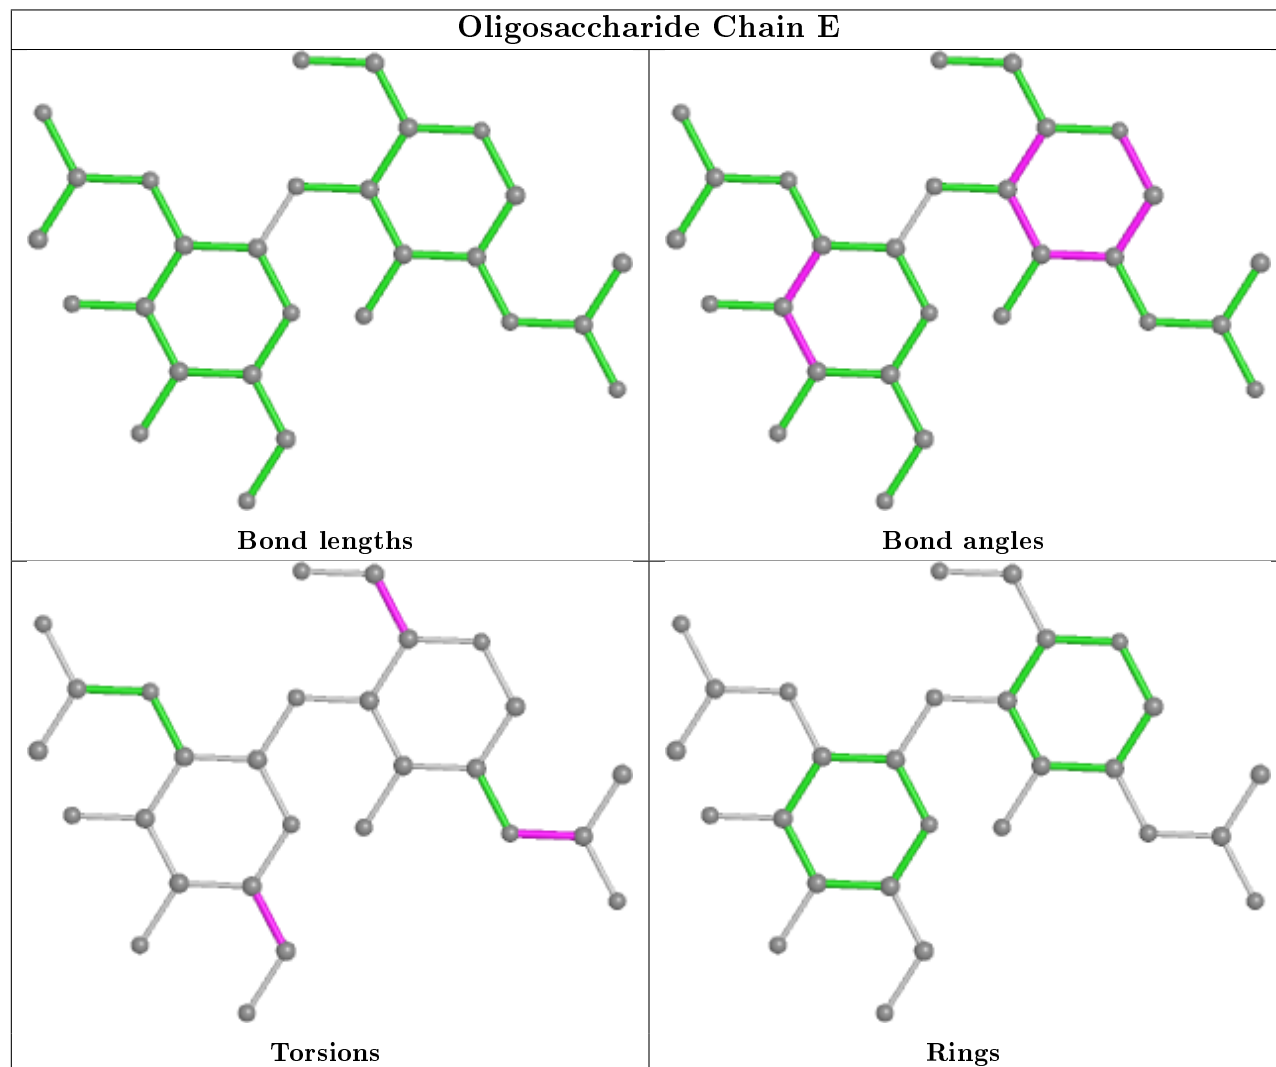 Oligosaccharide Chain E
Bond lengths
Bond angles
Torsions
Rings